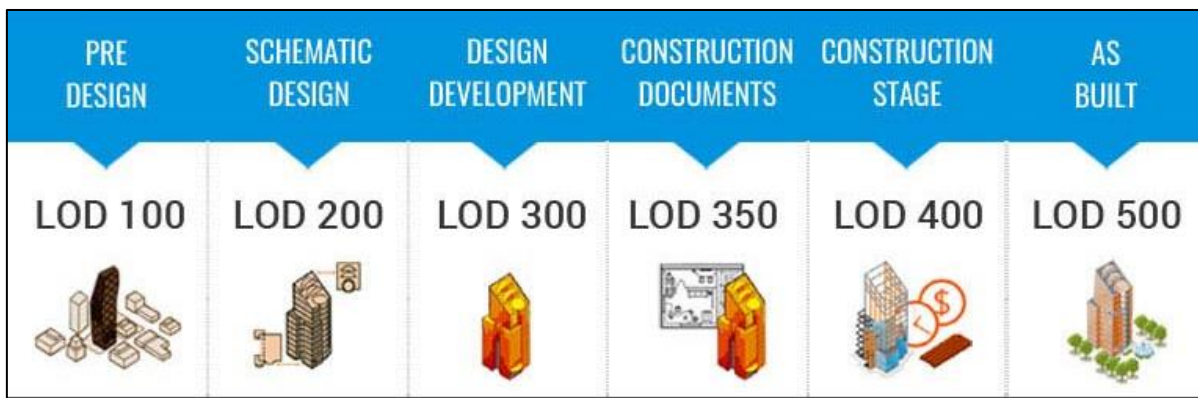 PRE
DESIGN
SCHEMATIC
DESIGN
DESIGN
DEVELOPMENT
CONSTRUCTION
DOCUMENTS
CONSTRUCTION
STAGE
AS
BUILT
LOD 100
LOD 200
LOD 300
LOD 350
LOD 400
LOD 500
$